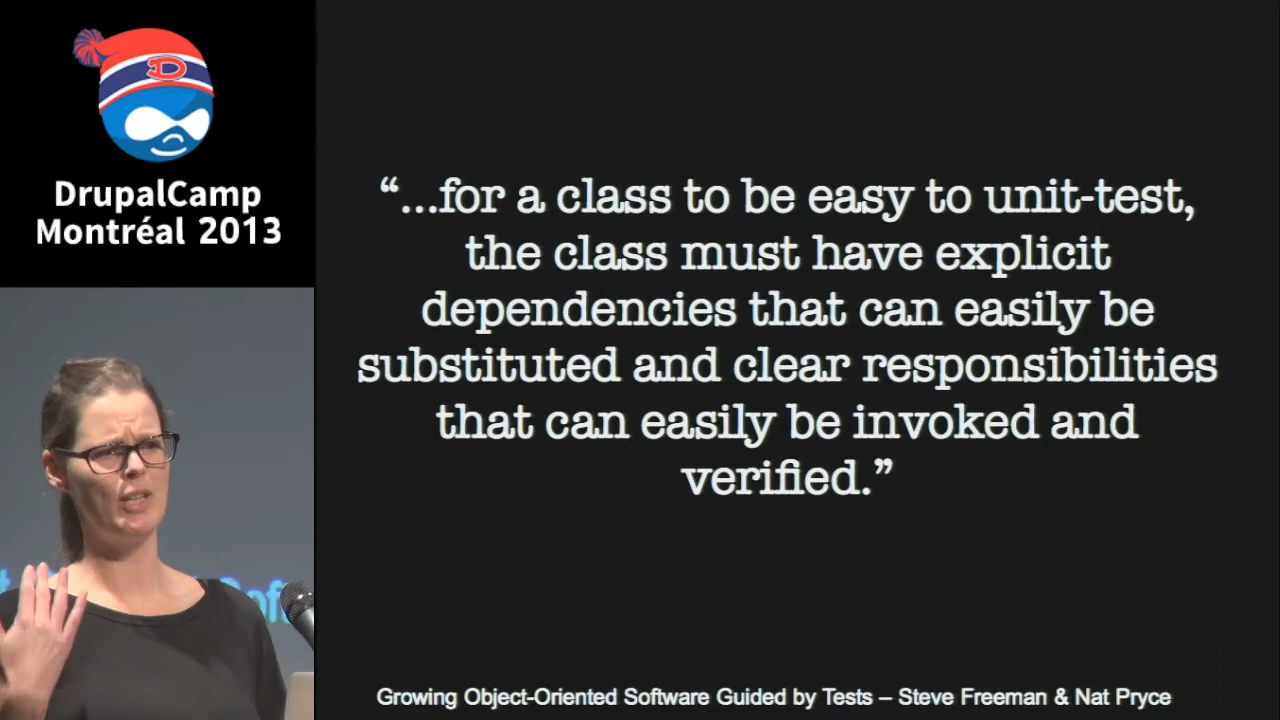 D
DrupalCamp
Montréal 2013
“...for a class to be easy to unit-test,
the class must have explicit
dependencies that can easily be
substituted and clear responsibilities
that can easily be invoked and
verified.”
Growing Object-Oriented Software Guided by Tests – Steve Freeman & Nat Pryce